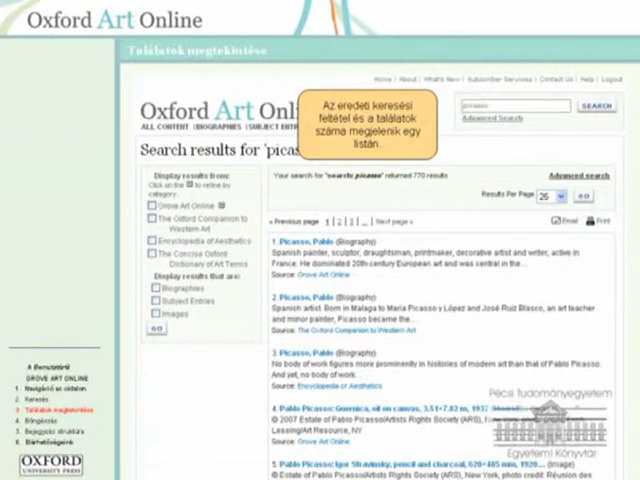 Oxford Art Online
Találatok megtekintése
Home | About | What's New | Subscriber Services | Contact Us | Help | Logout
Az eredeti keresési
feltétel és a találatok
száma megjelenik egy
listán.
Oxford Art Onli
picasso
SEARCH
Advanced Search
ALL CONTENT | BIOGRAPHIES | SUBJECT ENTR
Search results for 'picas
Display results from:
Click on the to refine by
category.
Grove Art Online
The Oxford Companion to
Western Art
Encyclopedia of Aesthetics
The Concise Oxford
Dictionary of Art Terms
Display results that are:
Biographies
Subject Entries
Images
GO
Your search for "search: picasso" returned 770 results
Advanced search
Results Per Page 25 GO
« Previous page 1 | 2 | 3 | ... | Next page »
Email Print
1. Picasso, Pablo (Biography)
Spanish painter, sculptor, draughtsman, printmaker, decorative artist and writer, active in
France. He dominated 20th-century European art and was central in the...
Source: Grove Art Online
2. Picasso, Pablo (Biography)
Spanish artist. Born in Malaga to Maria Picasso y López and José Ruiz Blasco, an art teacher
and minor painter, Picasso became the...
Source: The Oxford Companion to Western Art
3. Picasso, Pablo (Biography)
No body of work figures more prominently in histories of modern art than that of Pablo Picasso.
And yet, no body of work...
Source: Encyclopedia of Aesthetics
4. Pablo Picasso: Guernica, oil on canvas, 3.51×7.82 m, 1937
© 2007 Estate of Pablo Picasso/Artists Rights Society (ARS), N
Lessing/Art Resource, NY
Source: Grove Art Online
5. Pablo Picasso: Igor Stravinsky, pencil and charcoal, 620×485 mm, 1920... (Image)
© Estate of Pablo Picasso/Artists Rights Society (ARS), New York, photo credit: Réunion des
Pécsi Tudományegyetem
Egyetemi Könyvtár
A Bemutatóról
GROVE ART ONLINE
1. Navigáció az oldalon
2. Keresés
3. Találatok megtekintése
4. Böngészés
5. Bejegyzés struktúra
6. Elérhetőségeink
OXFORD
UNIVERSITY PRESS